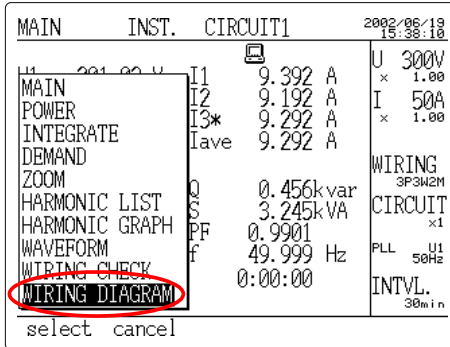 MAIN INST. CIRCUIT1 2002/06/19
15:38:10
I1 9.392 A
I2 9.192 A
I3* 9.292 A
Iave 9.292 A
Q 0.456kvar
S 3.245kVA
PF 0.9901
f 49.999 Hz
0:00:00
MAIN
POWER
INTEGRATE
DEMAND
ZOOM
HARMONIC LIST
HARMONIC GRAPH
WAVEFORM
WIRING CHECK
WIRING DIAGRAM
U 300V
× 1.00
I 50A
× 1.00
WIRING
3P3W2M
CIRCUIT
×1
PLL U1
50Hz
INTVL.
30min
select cancel